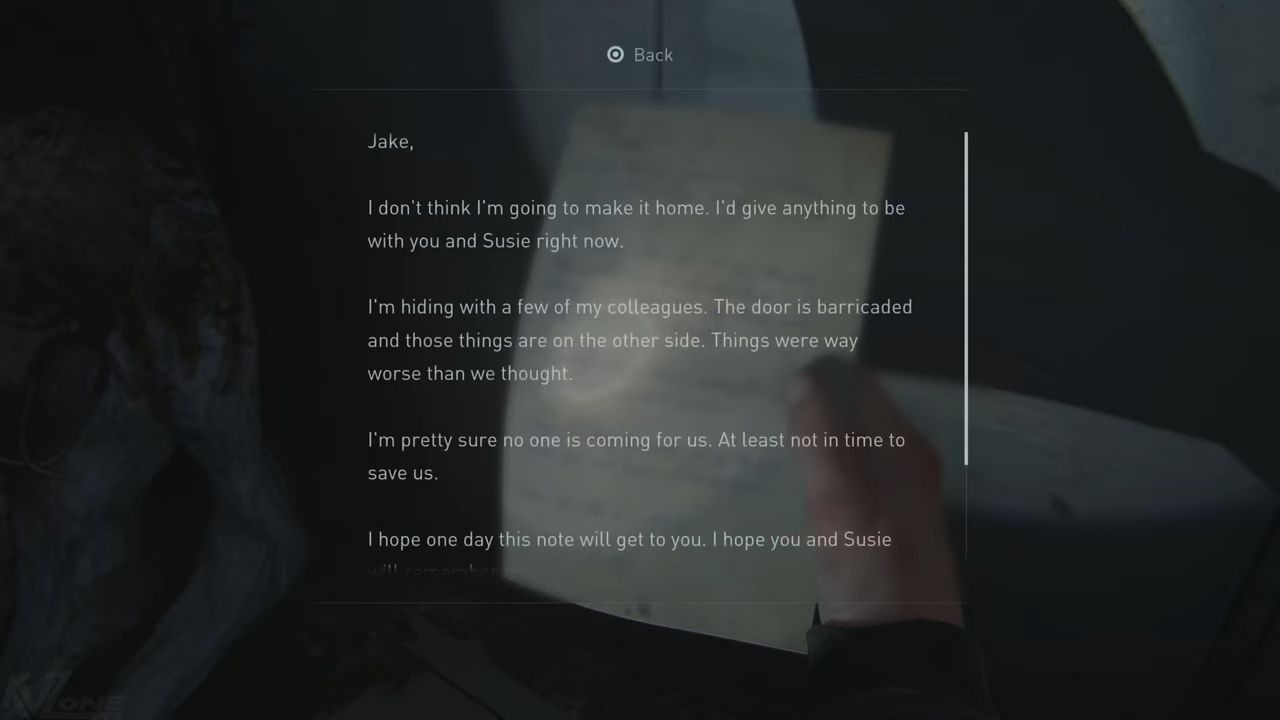 Back
Jake,
I don't think I'm going to make it home. I'd give anything to be
with you and Susie right now.
I'm hiding with a few of my colleagues. The door is barricaded
and those things are on the other side. Things were way
worse than we thought.
I'm pretty sure no one is coming for us. At least not in time to
save us.
I hope one day this note will get to you. I hope you and Susie
will remember
KVZONE